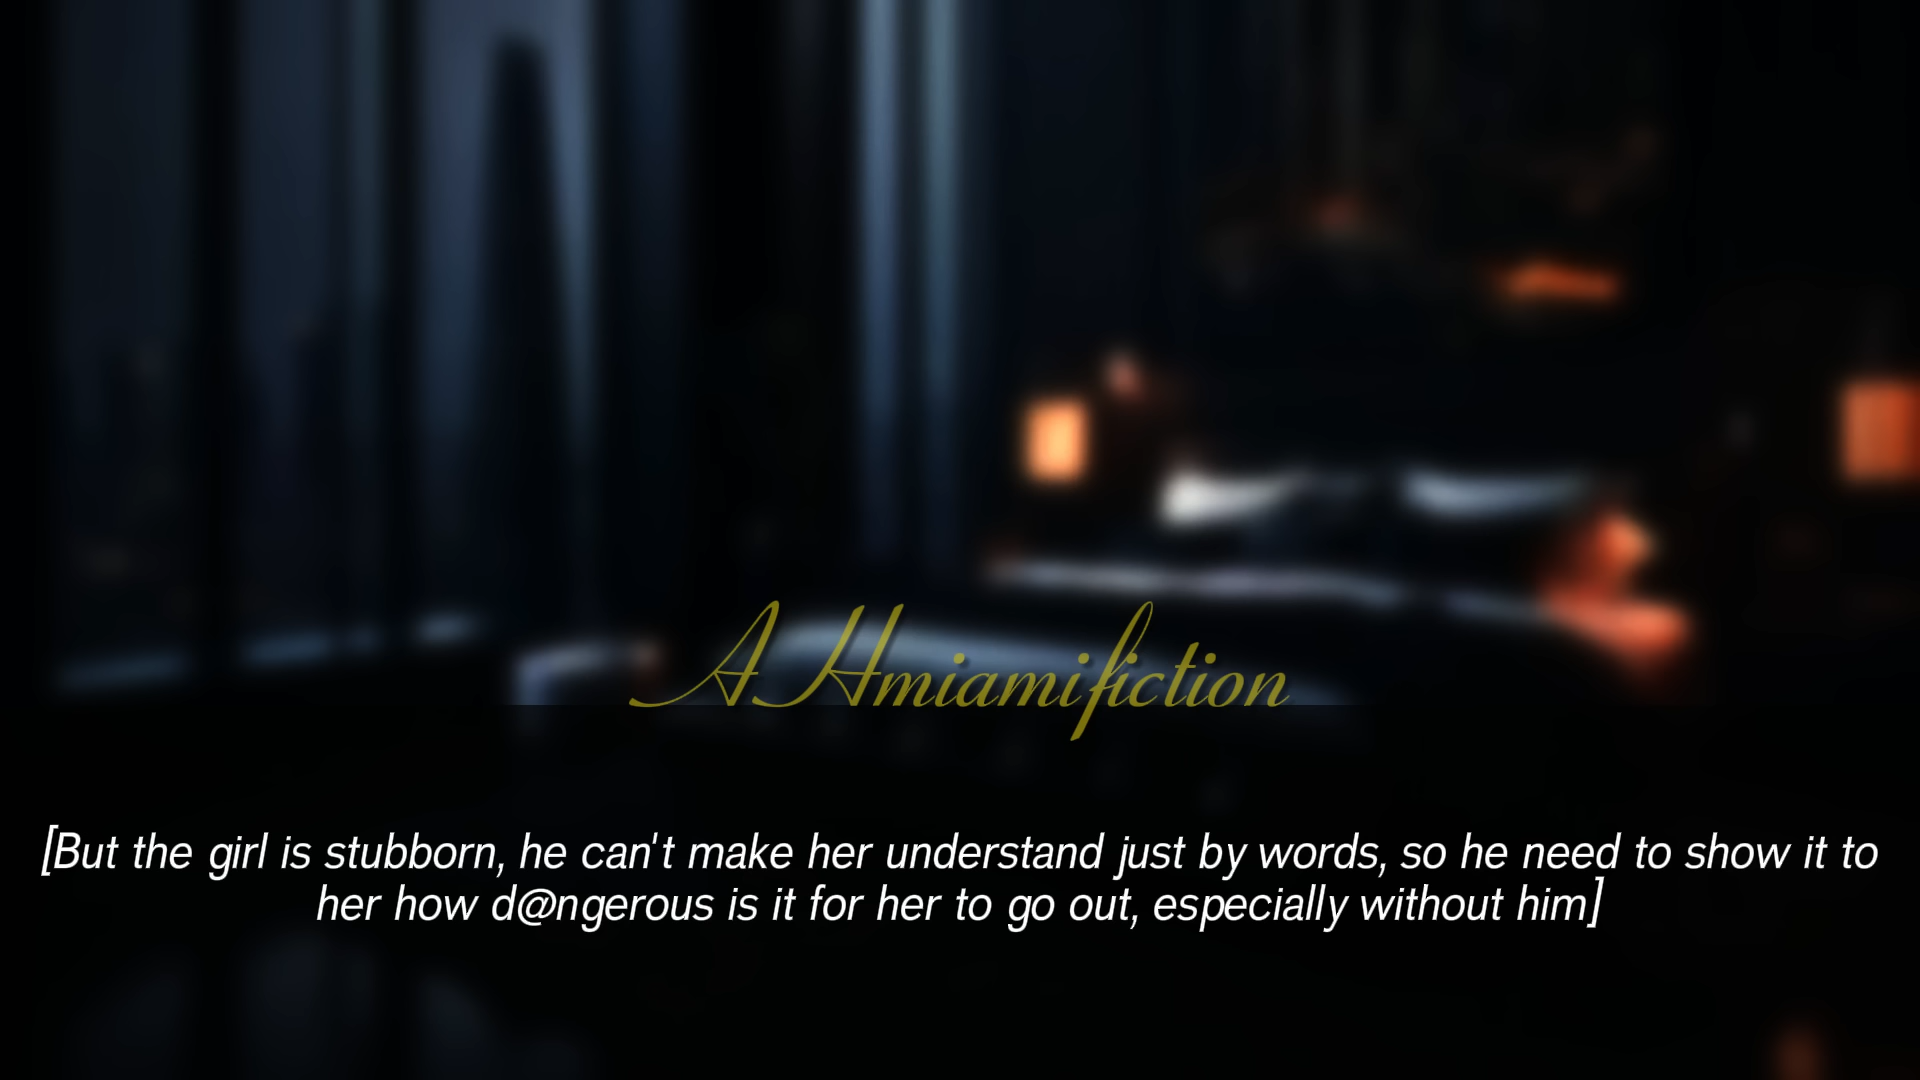 AHmiamifiction
[But the girl is stubborn, he can't make her understand just by words, so he need to show it to
her how d@ngerous is it for her to go out, especially without him]